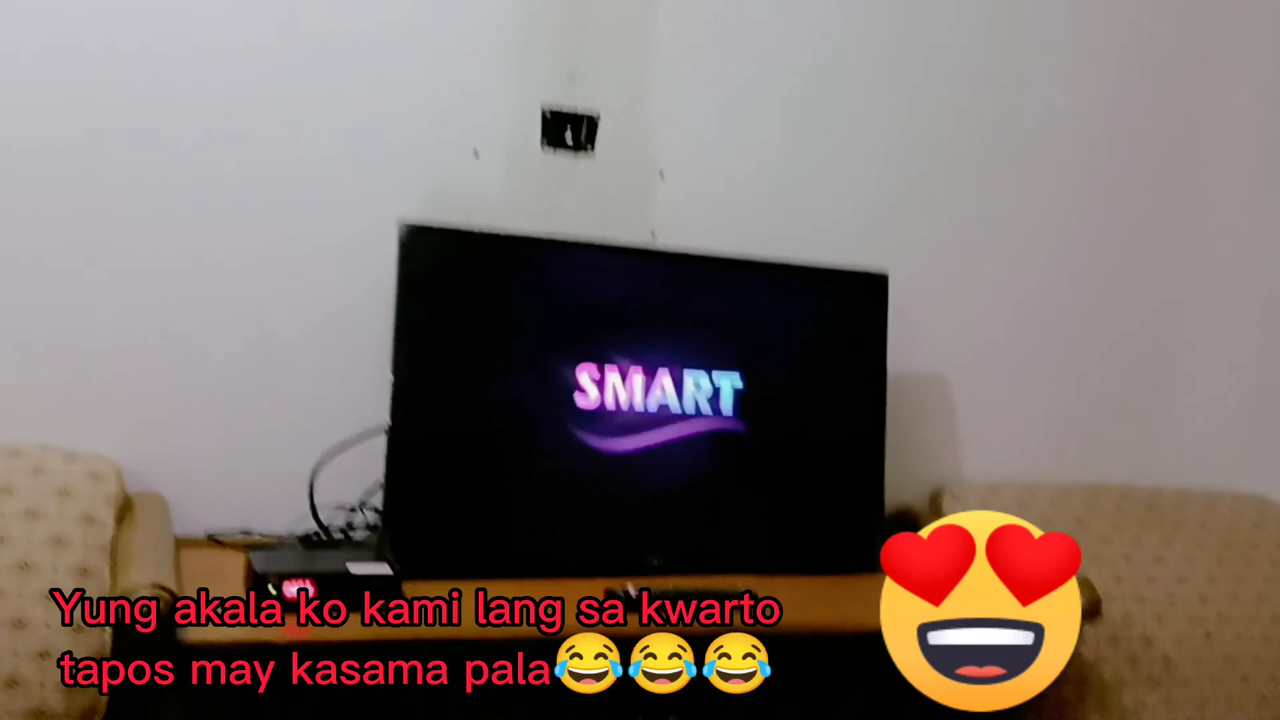 SMART
Yung akala ko kami lang sa kwarto
tapos may kasama pala😂😂😂